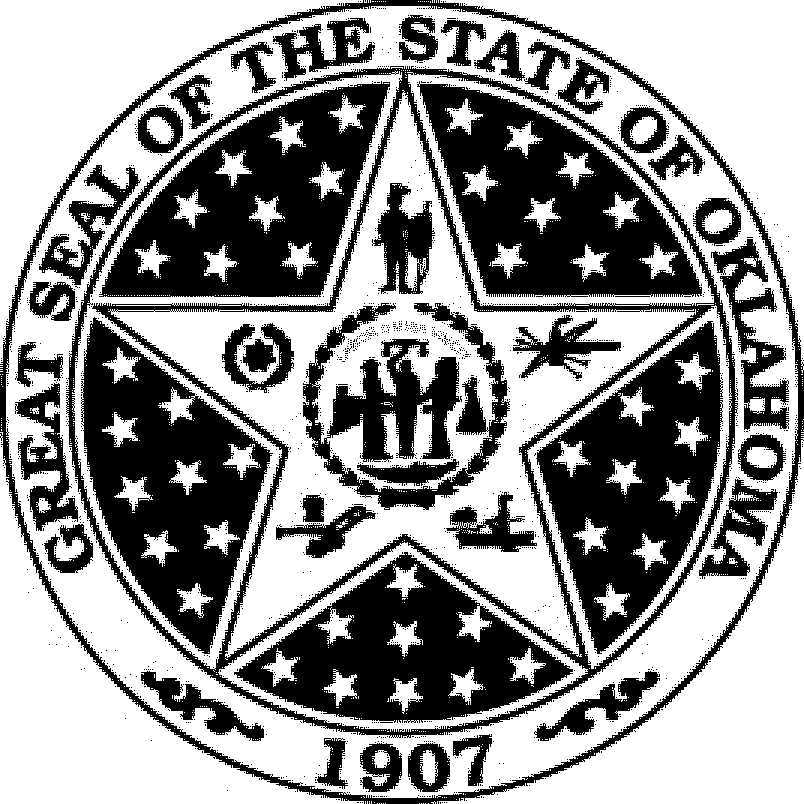 GREAT SEAL OF THE STATE OF OKLAHOMA
1907